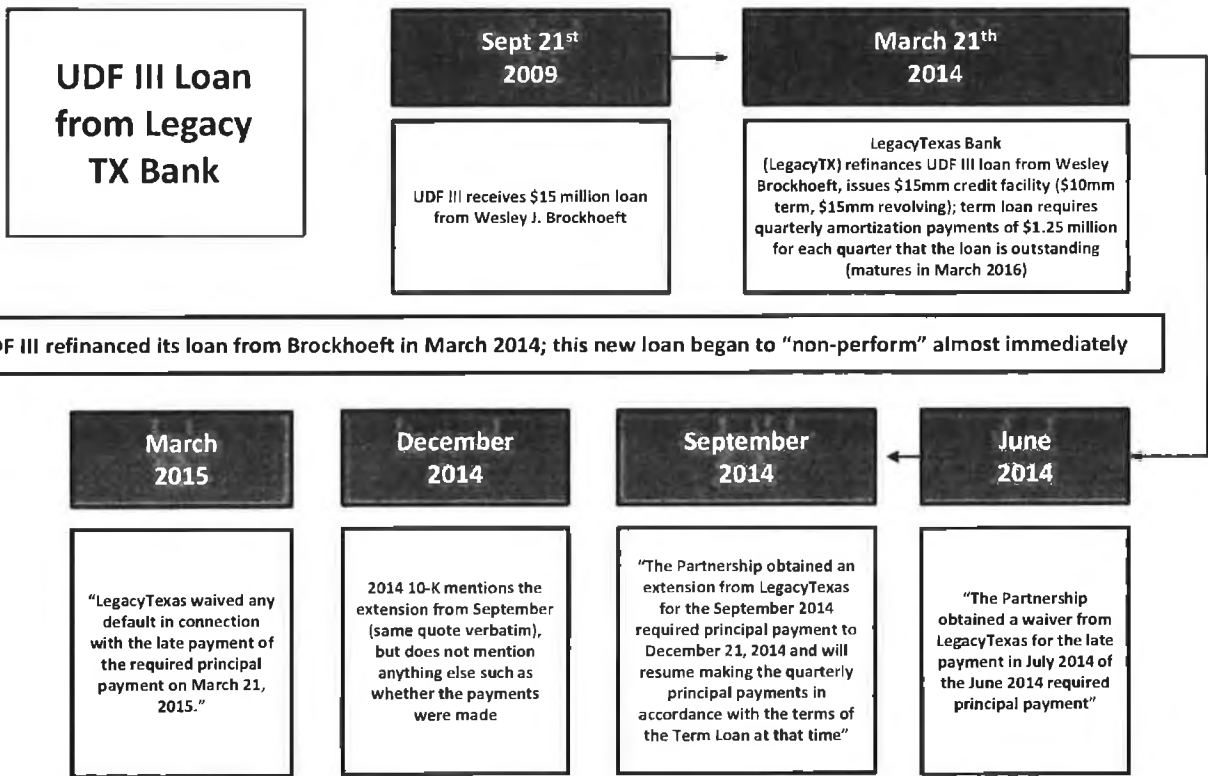 UDF III Loan
from Legacy
TX Bank
Sept 21st
2009
March 21th
2014
UDF III receives $15 million loan
from Wesley J. Brockhoeft
LegacyTexas Bank
(LegacyTX) refinances UDF III loan from Wesley
Brockhoeft, issues $15mm credit facility ($10mm
term, $15mm revolving); term loan requires
quarterly amortization payments of $1.25 million
for each quarter that the loan is outstanding
(matures in March 2016)
F III refinanced its loan from Brockhoeft in March 2014; this new loan began to “non-perform” almost immediately
June
2014
“The Partnership
obtained a waiver from
LegacyTexas for the late
payment in July 2014 of
the June 2014 required
principal payment”
September
2014
“The Partnership obtained an
extension from LegacyTexas
for the September 2014
required principal payment to
December 21, 2014 and will
resume making the quarterly
principal payments in
accordance with the terms of
the Term Loan at that time”
December
2014
2014 10-K mentions the
extension from September
(same quote verbatim),
but does not mention
anything else such as
whether the payments
were made
March
2015
“LegacyTexas waived any
default in connection
with the late payment of
the required principal
payment on March 21,
2015.”